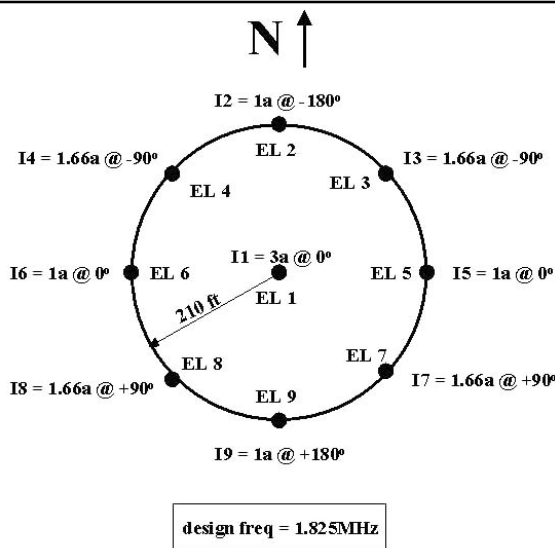 N
I2 = 1a @ -180º
EL 2
I4 = 1.66a @ -90º
I3 = 1.66a @ -90º
EL 4
EL 3
I1 = 3a @ 0º
I6 = 1a @ 0º
EL 6
EL 5
I5 = 1a @ 0º
EL 1
210 ft
EL 8
EL 7
I8 = 1.66a @ +90º
EL 9
I7 = 1.66a @ +90º
I9 = 1a @ +180º
design freq = 1.825MHz